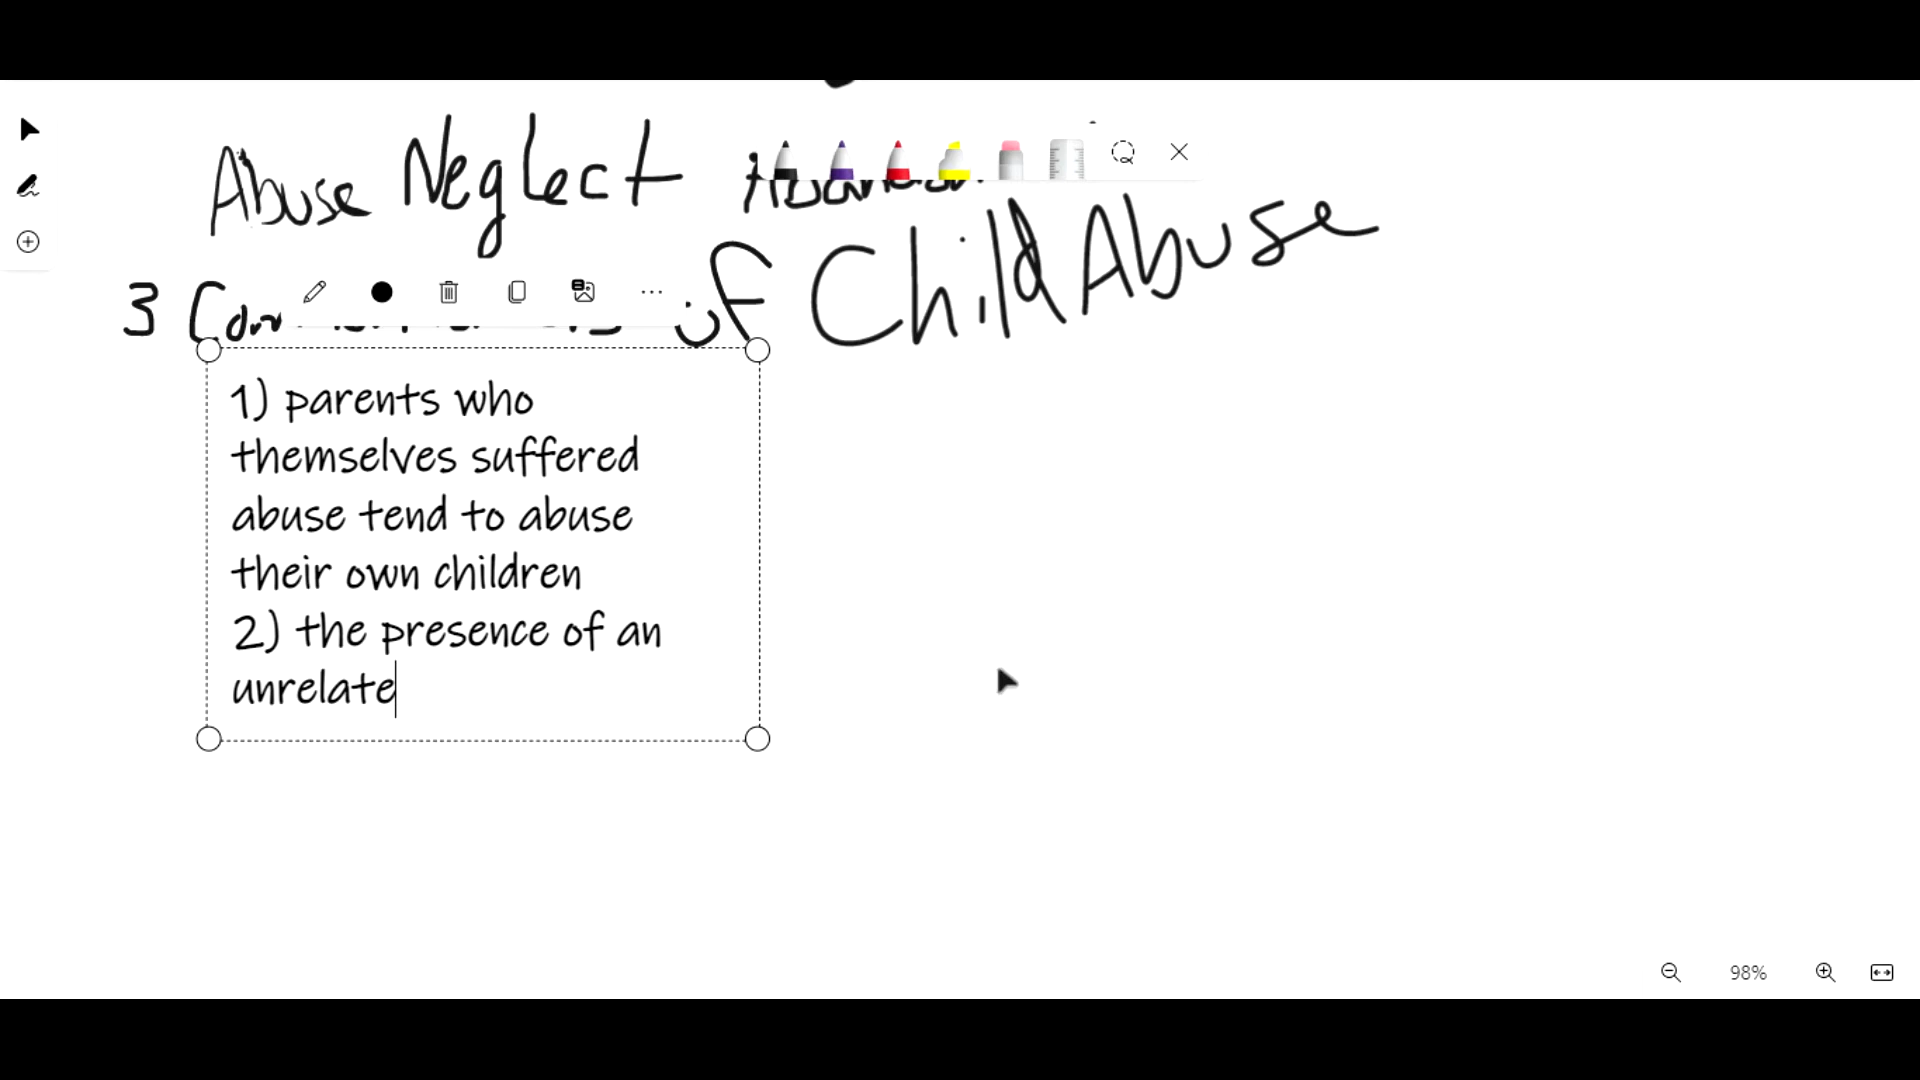 Abuse Neglect
3 of Child Abuse
1) parents who
themselves suffered
abuse tend to abuse
their own children
2) the presence of an
unrelate
98%